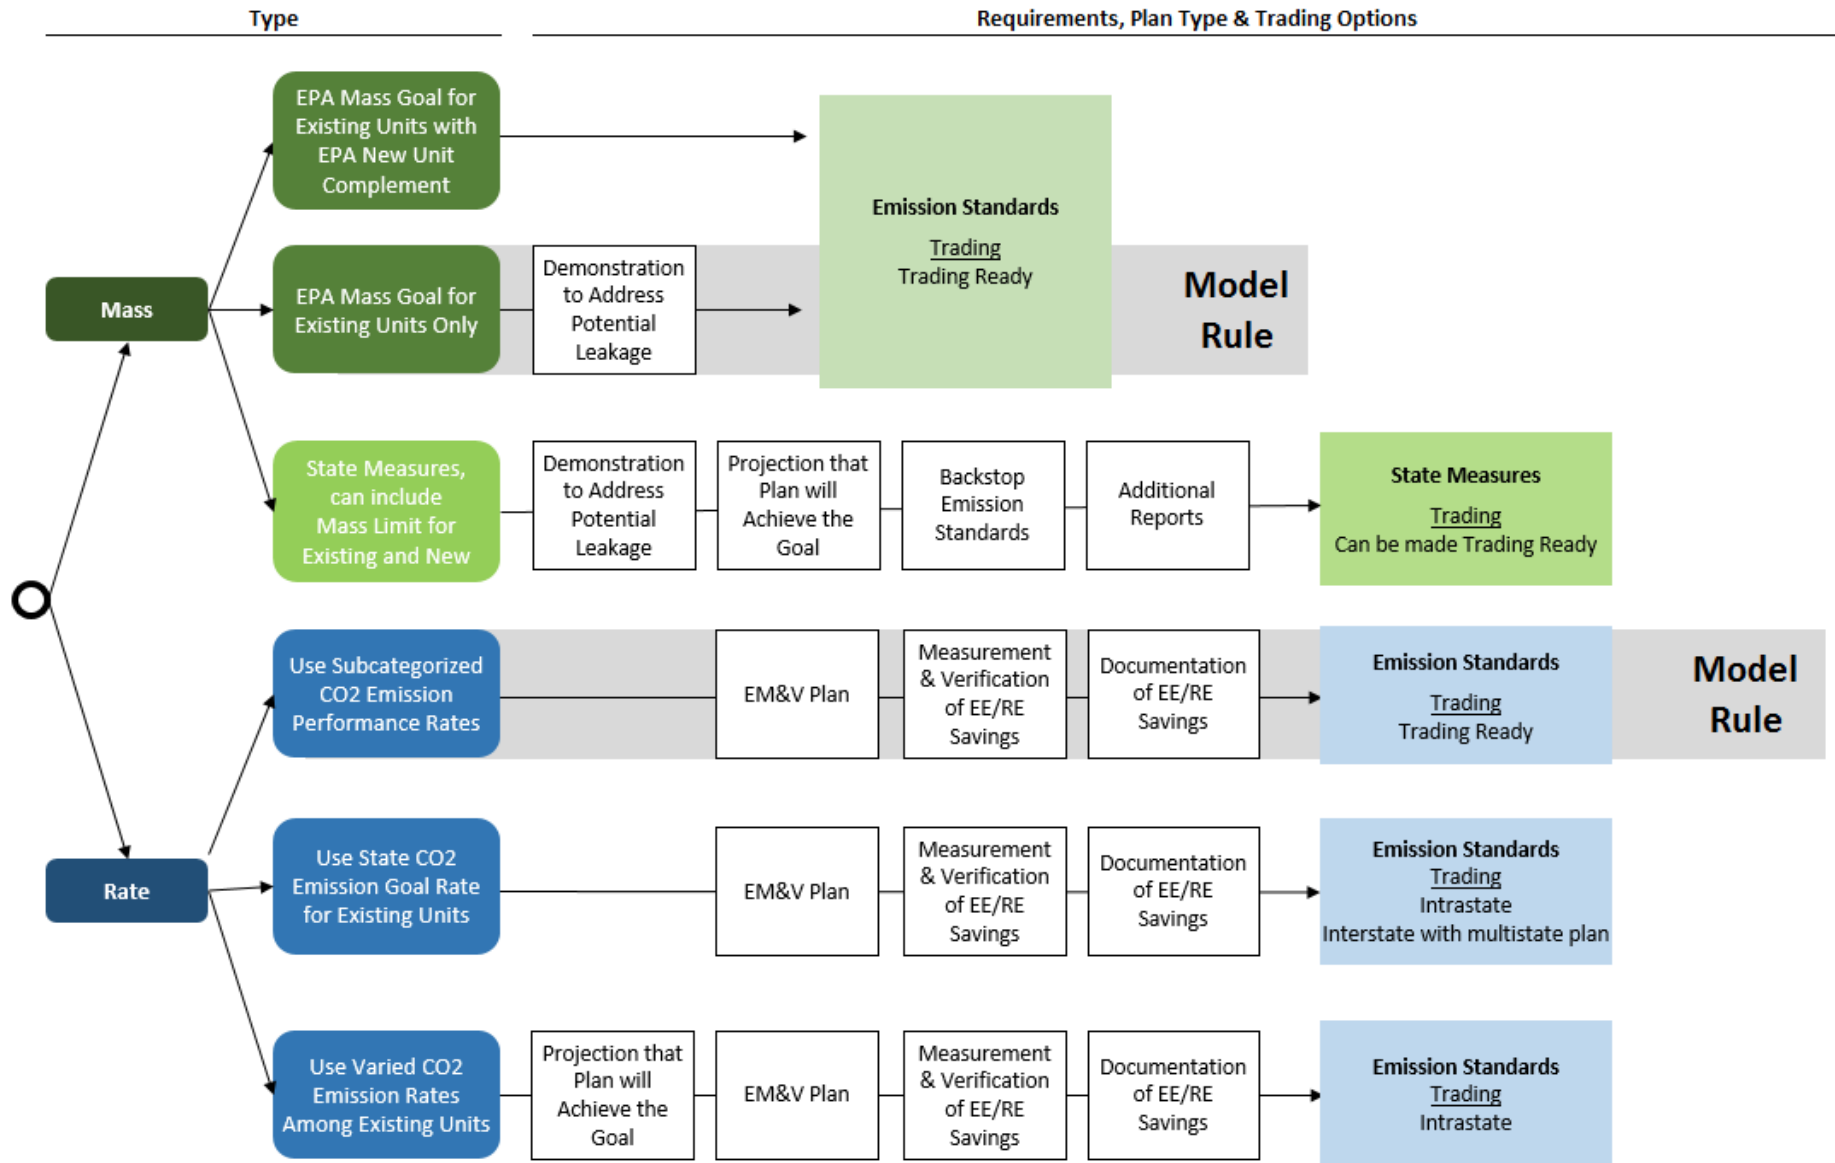 Type
Requirements, Plan Type & Trading Options
EPA Mass Goal for
Existing Units with
EPA New Unit
Complement
Emission Standards
Trading
Trading Ready
Mass
EPA Mass Goal for
Existing Units Only
Demonstration
to Address
Potential
Leakage
Model
Rule
State Measures,
can include
Mass Limit for
Existing and New
Demonstration
to Address
Potential
Leakage
Projection that
Plan will
Achieve the
Goal
Backstop
Emission
Standards
Additional
Reports
State Measures
Trading
Can be made Trading Ready
Use Subcategorized
CO2 Emission
Performance Rates
EM&V Plan
Measurement
& Verification
of EE/RE
Savings
Documentation
of EE/RE
Savings
Emission Standards
Trading
Trading Ready
Model
Rule
Rate
Use State CO2
Emission Goal Rate
for Existing Units
EM&V Plan
Measurement
& Verification
of EE/RE
Savings
Documentation
of EE/RE
Savings
Emission Standards
Trading
Intrastate
Interstate with multistate plan
Use Varied CO2
Emission Rates
Among Existing Units
Projection that
Plan will
Achieve the
Goal
EM&V Plan
Measurement
& Verification
of EE/RE
Savings
Documentation
of EE/RE
Savings
Emission Standards
Trading
Intrastate